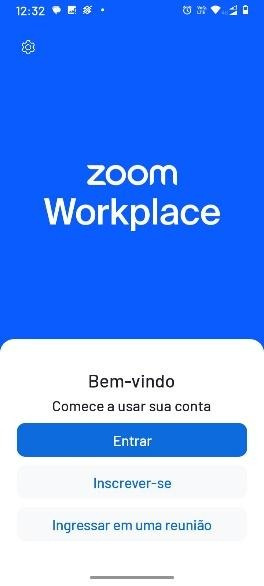 12:32
zoom
Workplace
Bem-vindo
Comece a usar sua conta
Entrar
Inscrever-se
Ingressar em uma reunião